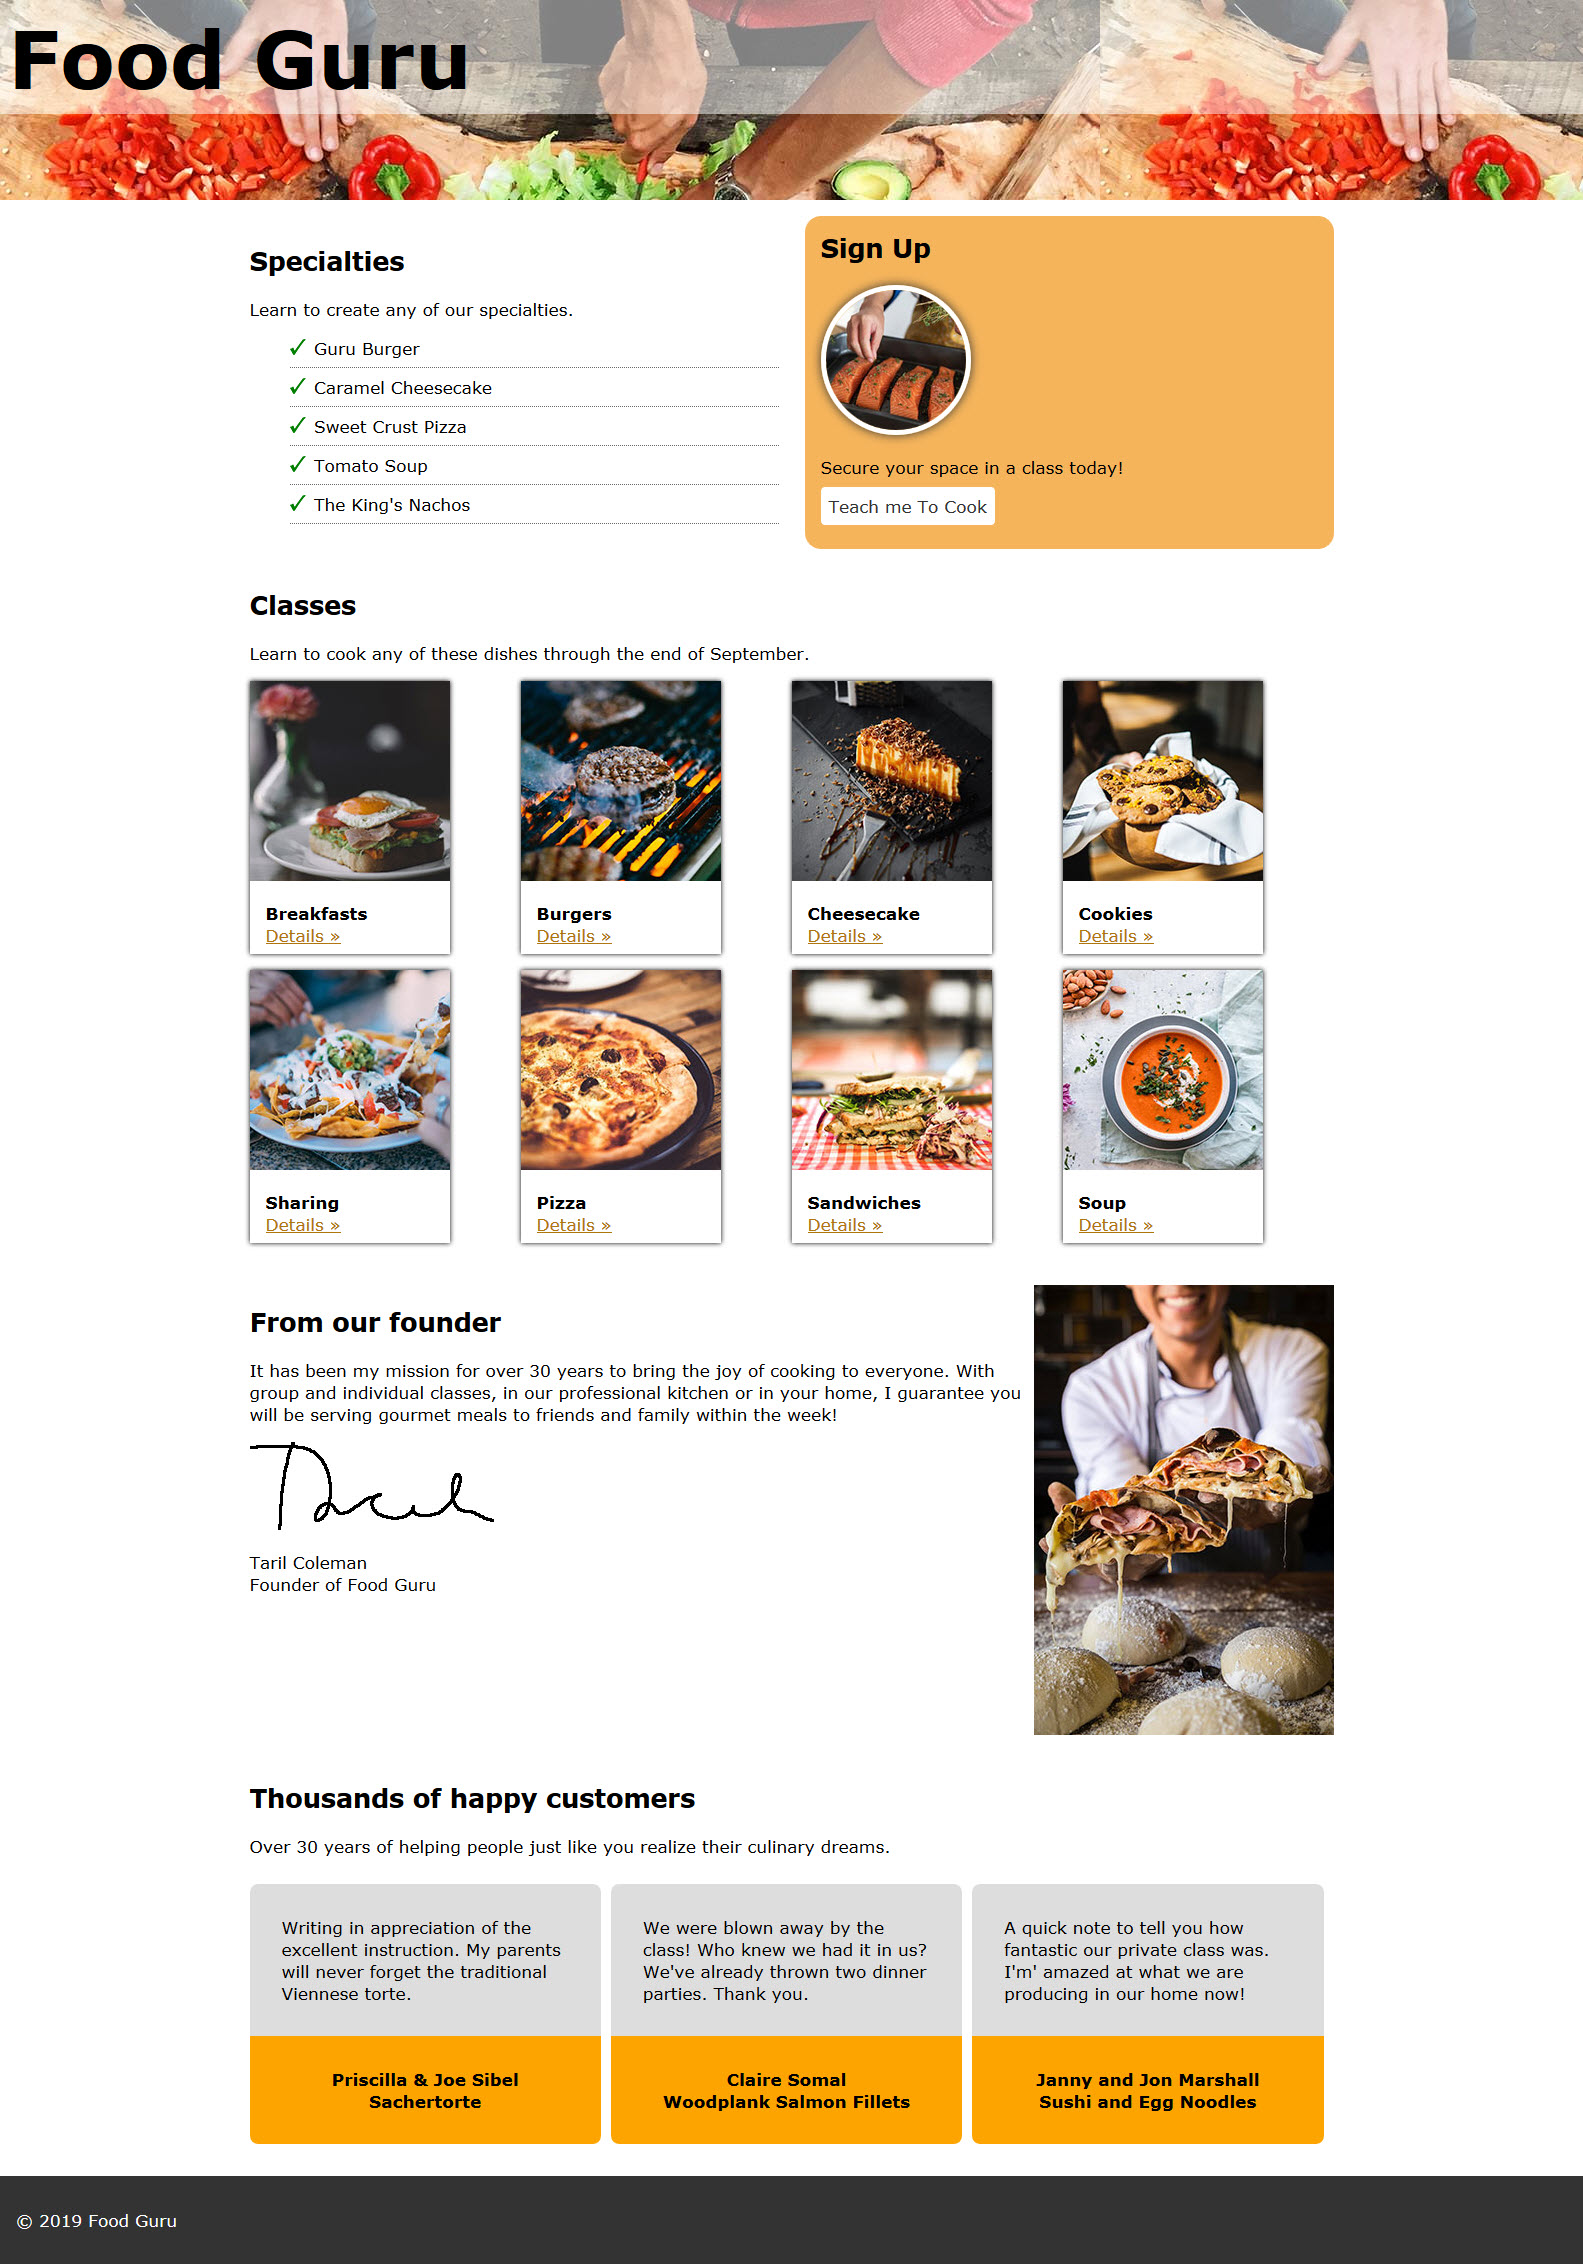 Food Guru
Specialties
Learn to create any of our specialties.
✓ Guru Burger
✓ Caramel Cheesecake
✓ Sweet Crust Pizza
✓ Tomato Soup
✓ The King's Nachos
Sign Up
Secure your space in a class today!
Teach me To Cook
Classes
Learn to cook any of these dishes through the end of September.
Breakfasts
Details »
Burgers
Details »
Cheesecake
Details »
Cookies
Details »
Sharing
Details »
Pizza
Details »
Sandwiches
Details »
Soup
Details »
From our founder
It has been my mission for over 30 years to bring the joy of cooking to everyone. With
group and individual classes, in our professional kitchen or in your home, I guarantee you
will be serving gourmet meals to friends and family within the week!
Taril Coleman
Founder of Food Guru
Thousands of happy customers
Over 30 years of helping people just like you realize their culinary dreams.
Writing in appreciation of the
excellent instruction. My parents
will never forget the traditional
Viennese torte.
Priscilla & Joe Sibel
Sachertorte
We were blown away by the
class! Who knew we had it in us?
We've already thrown two dinner
parties. Thank you.
Claire Somal
Woodplank Salmon Fillets
A quick note to tell you how
fantastic our private class was.
I'm' amazed at what we are
producing in our home now!
Janny and Jon Marshall
Sushi and Egg Noodles
© 2019 Food Guru